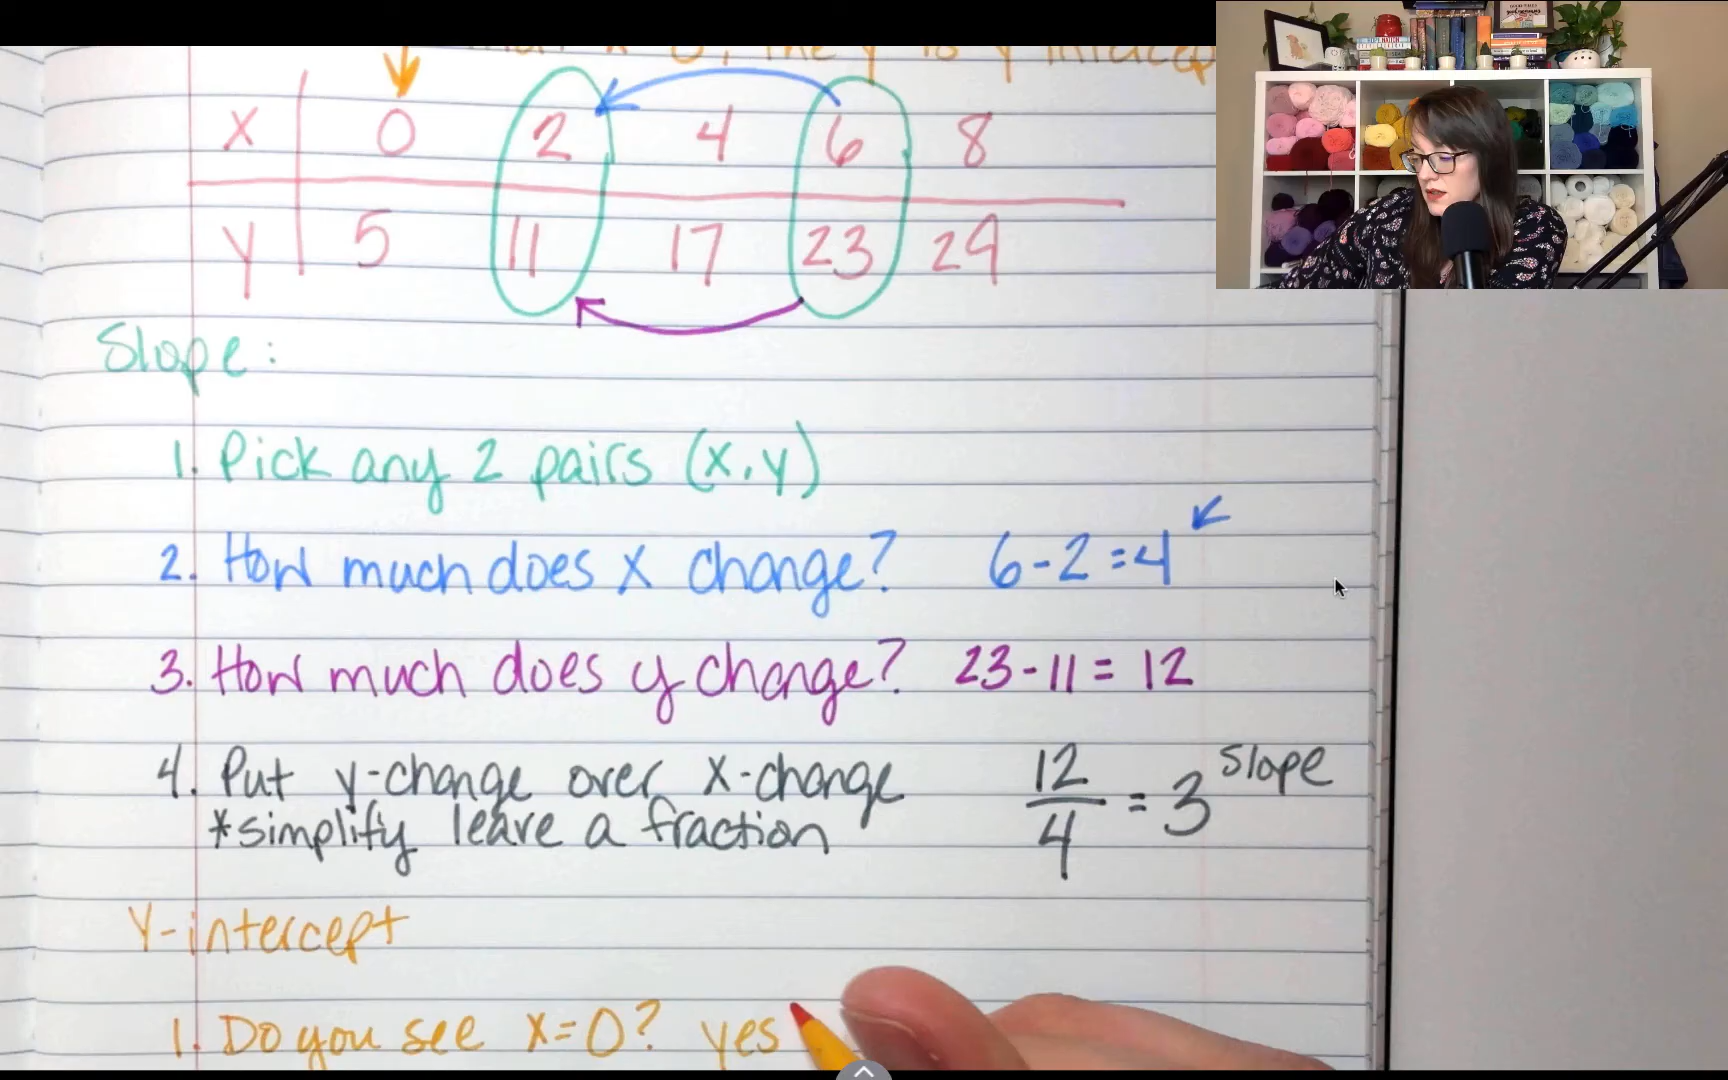 x 0 2 4 6 8
y 5 11 17 23 29
Slope:
1. Pick any 2 pairs (x,y)
2. How much does x change? 6-2=4
3. How much does y change? 23-11=12
4. Put y-change over x-change 12/4 = 3 slope
*simplify leave a fraction
Y-intercept
1. Do you see x=0? yes